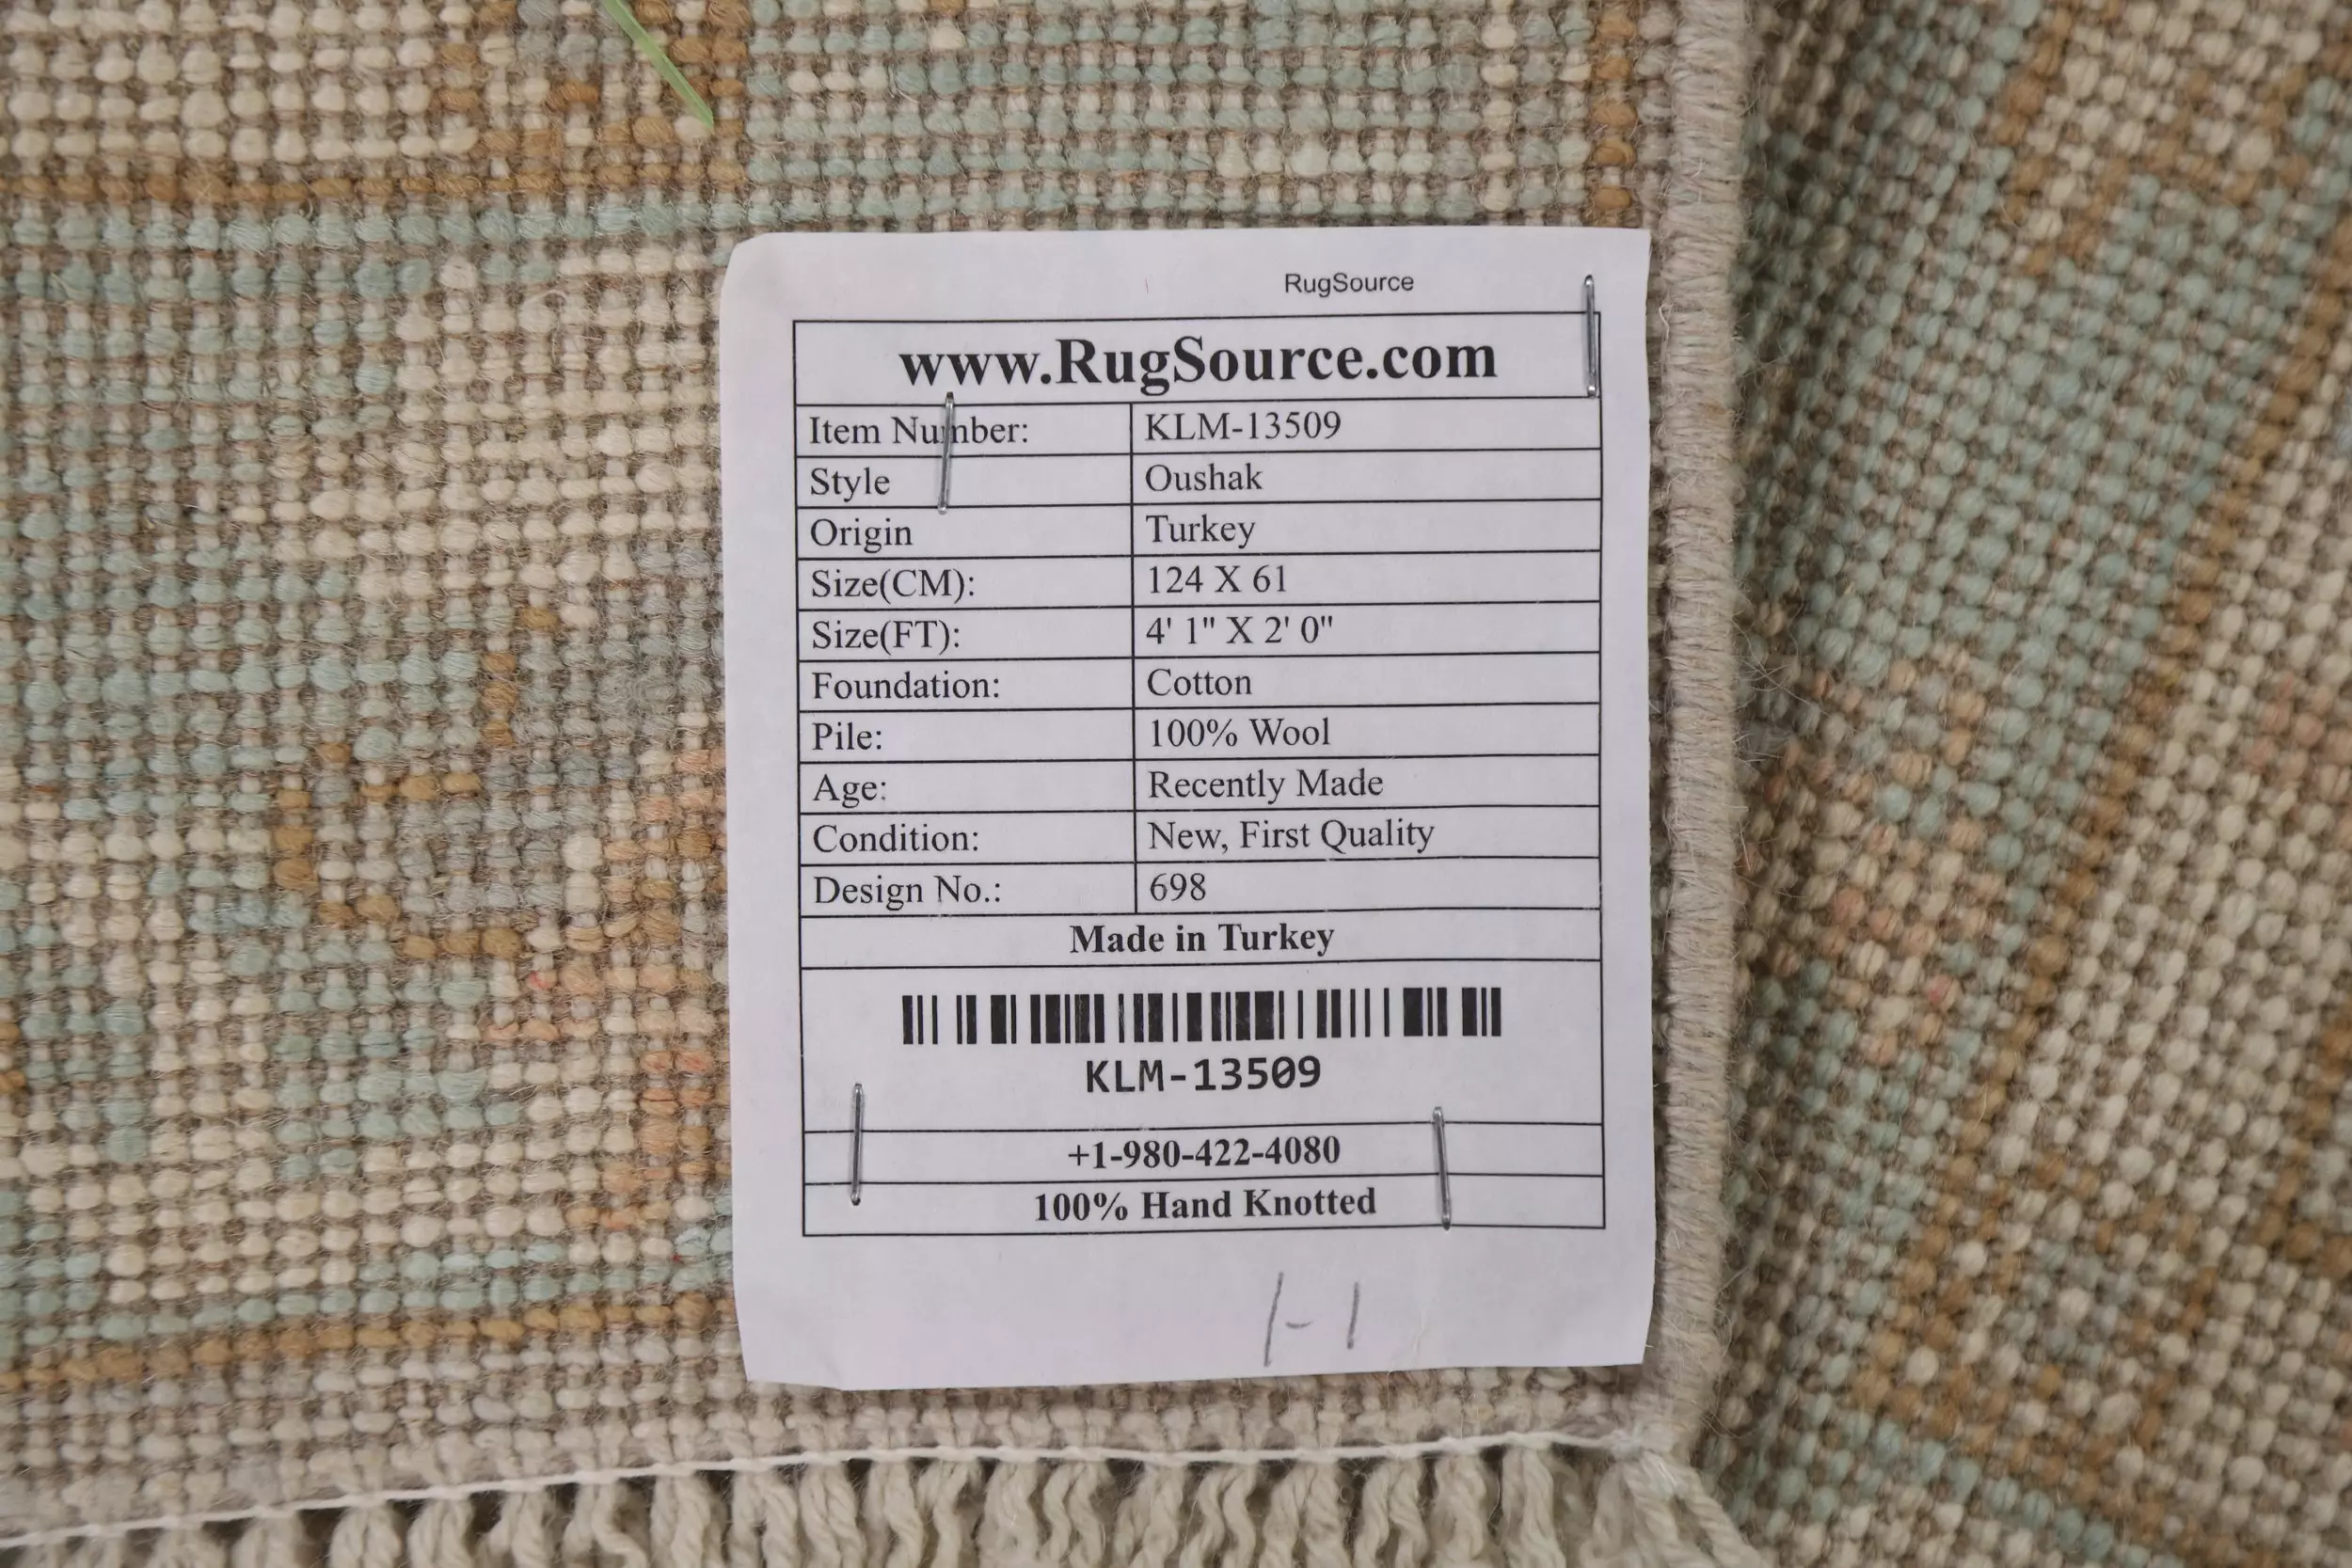 RugSource
www.RugSource.com
Item Number: KLM-13509
Style Oushak
Origin Turkey
Size(CM): 124 X 61
Size(FT): 4' 1" X 2' 0"
Foundation: Cotton
Pile: 100% Wool
Age: Recently Made
Condition: New, First Quality
Design No.: 698
Made in Turkey
KLM-13509
+1-980-422-4080
100% Hand Knotted
1-1